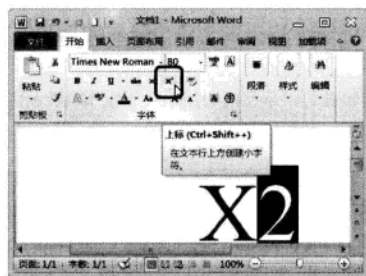 文档1 - Microsoft Word
文件 开始 插入 页面布局 引用 邮件 审阅 视图 加载项
Times New Roman 80
粘贴 段落 样式 编辑
剪贴板 字体
上标 (Ctrl+Shift++)
在文本行上方创建小字
符。
X2
页面: 1/1 字数: 1/1 100%